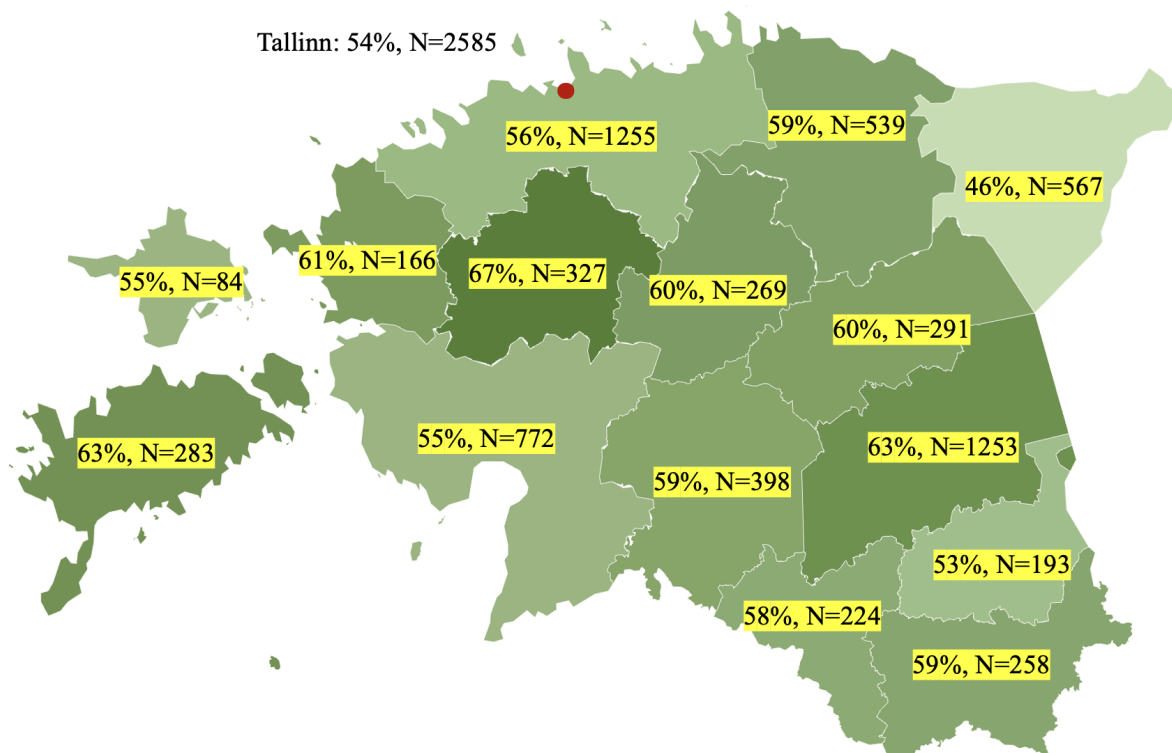 Tallinn: 54%, N=2585
56%, N=1255
59%, N=539
46%, N=567
55%, N=84
61%, N=166
67%, N=327
60%, N=269
60%, N=291
63%, N=283
55%, N=772
59%, N=398
63%, N=1253
53%, N=193
58%, N=224
59%, N=258